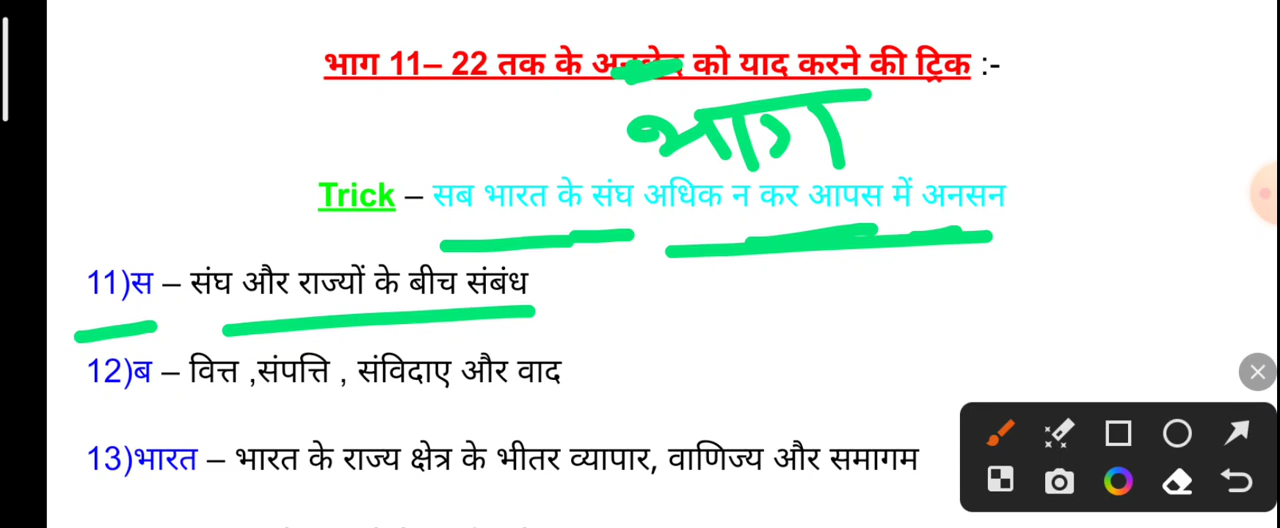 भाग 11– 22 तक के को याद करने की ट्रिक :-
भाग
Trick – सब भारत के संघ अधिक न कर आपस में अनसन
11)स – संघ और राज्यों के बीच संबंध
12)ब – वित्त ,संपत्ति , संविदाए और वाद
13)भारत – भारत के राज्य क्षेत्र के भीतर व्यापार, वाणिज्य और समागम